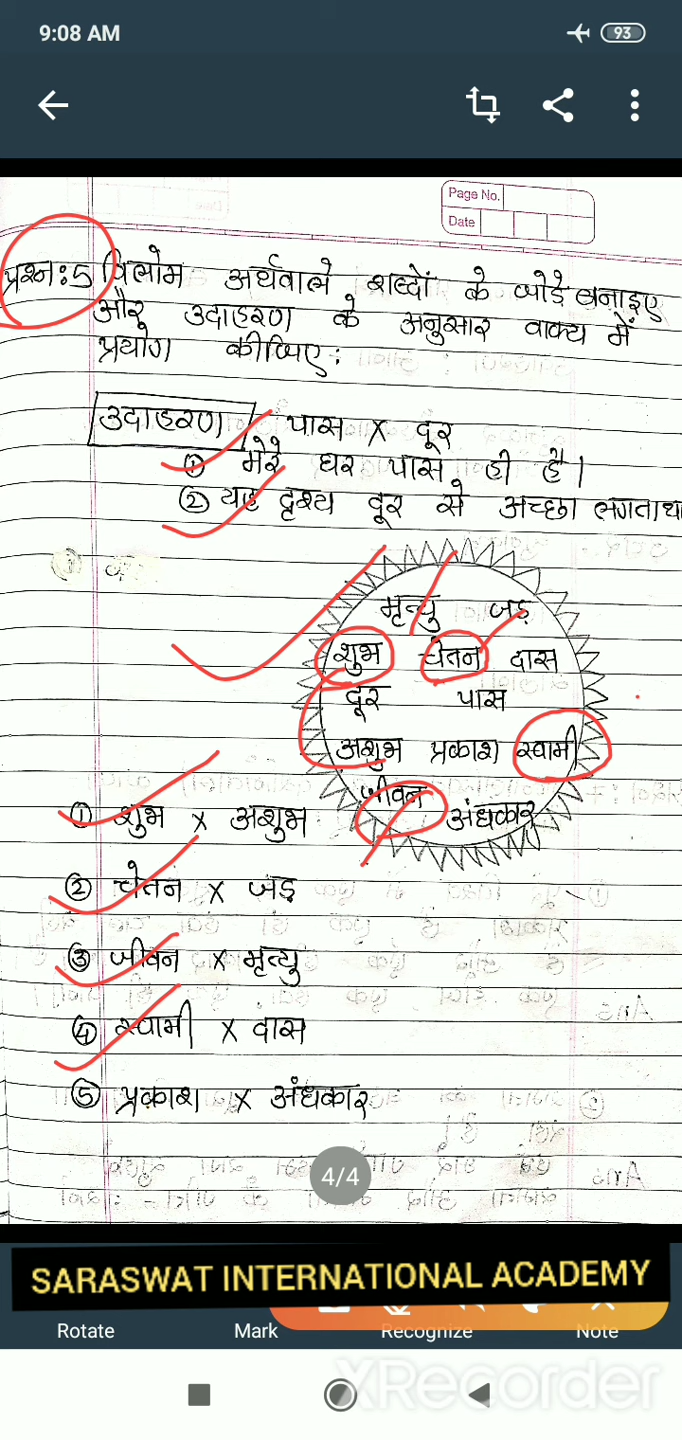 9:08 AM
93
Page No.
Date
प्रश्न:5 विलोम अर्थवाले शब्दों के जोड़े बनाइए
और उदाहरण के अनुसार वाक्य में
प्रयोग कीजिए:
उदाहरण पास x दूर
① मेरे घर पास ही है।
② यह दृश्य दूर से अच्छा लगता था
मृत्यु जड़
शुभ चेतन दास
दूर पास
अशुभ प्रकाश स्वामी
जीवन अंधकार
① शुभ x अशुभ
② चेतन x जड़
③ जीवन x मृत्यु
④ स्वामी x दास
⑤ प्रकाश x अंधकार
4/4
SARASWAT INTERNATIONAL ACADEMY
Rotate Mark Recognize Note
XRecorder